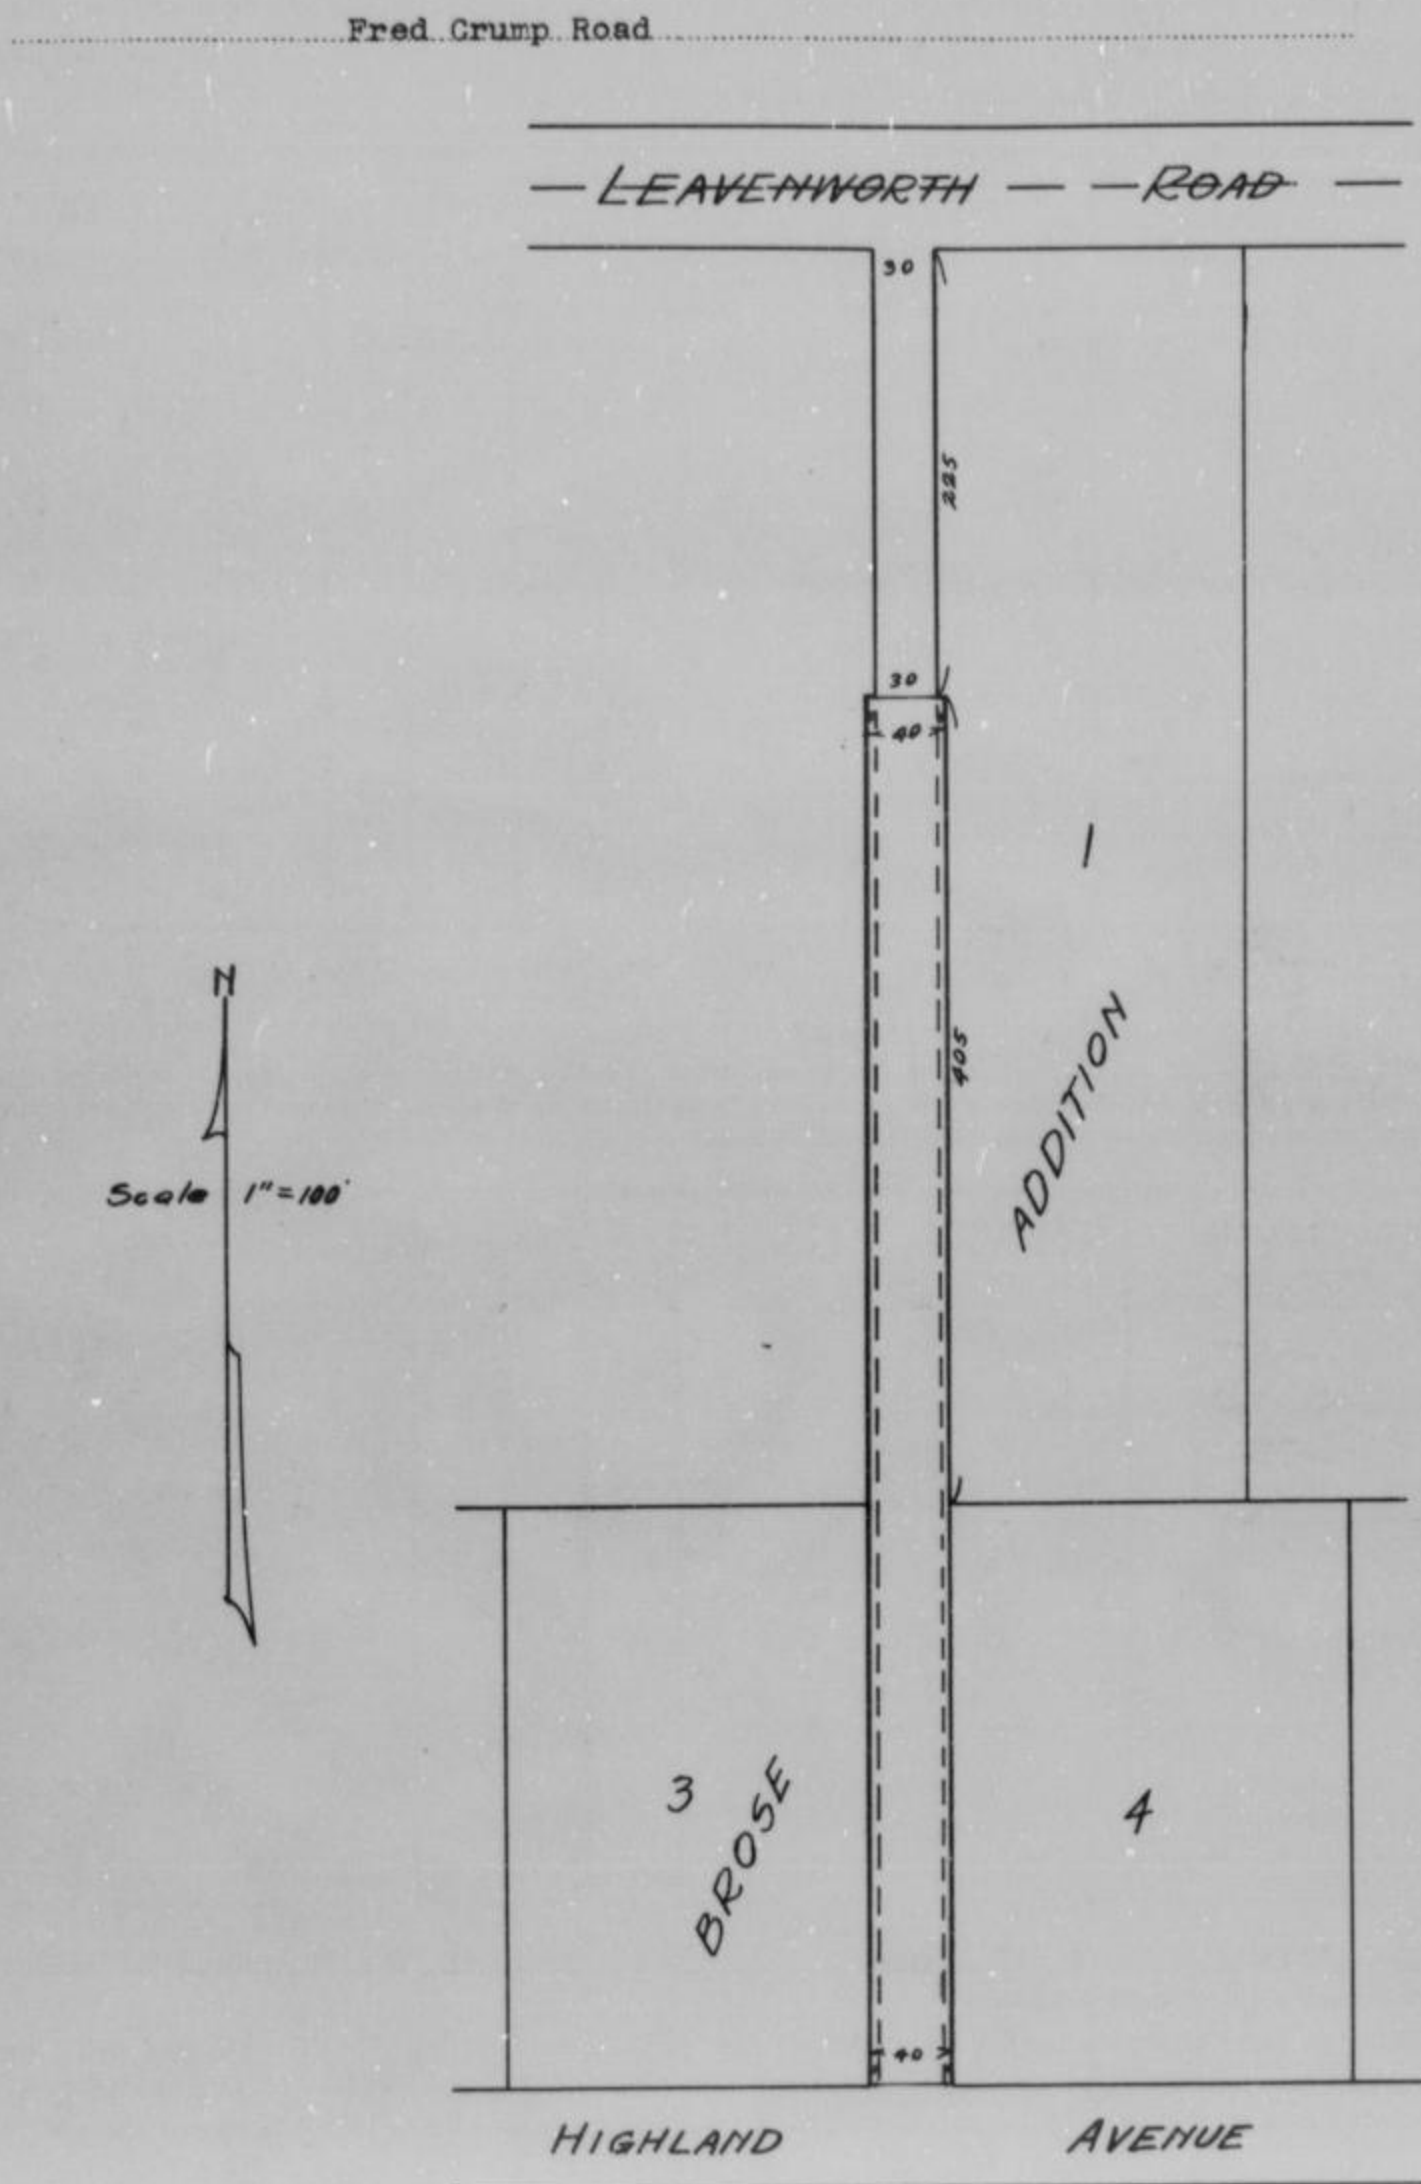 Fred Crump Road
LEAVENWORTH ROAD
30
225
30
40
1
N
405
ADDITION
Scale 1"=100'
3
BROSE
4
40
HIGHLAND AVENUE